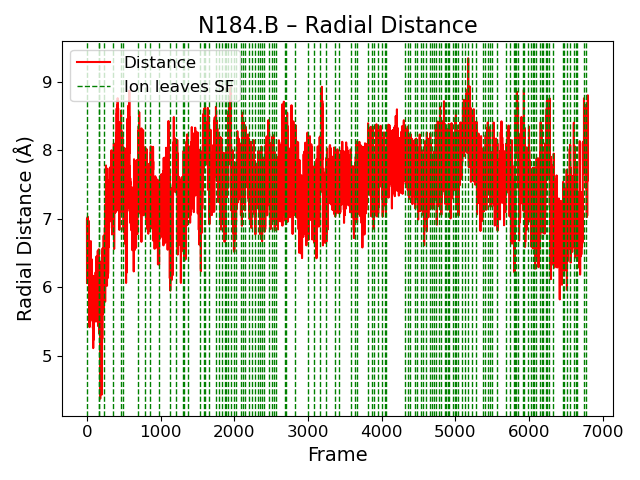 N184.B – Radial Distance
Distance
Ion leaves SF
Radial Distance (Å)
9
8
7
6
5
0 1000 2000 3000 4000 5000 6000 7000
Frame